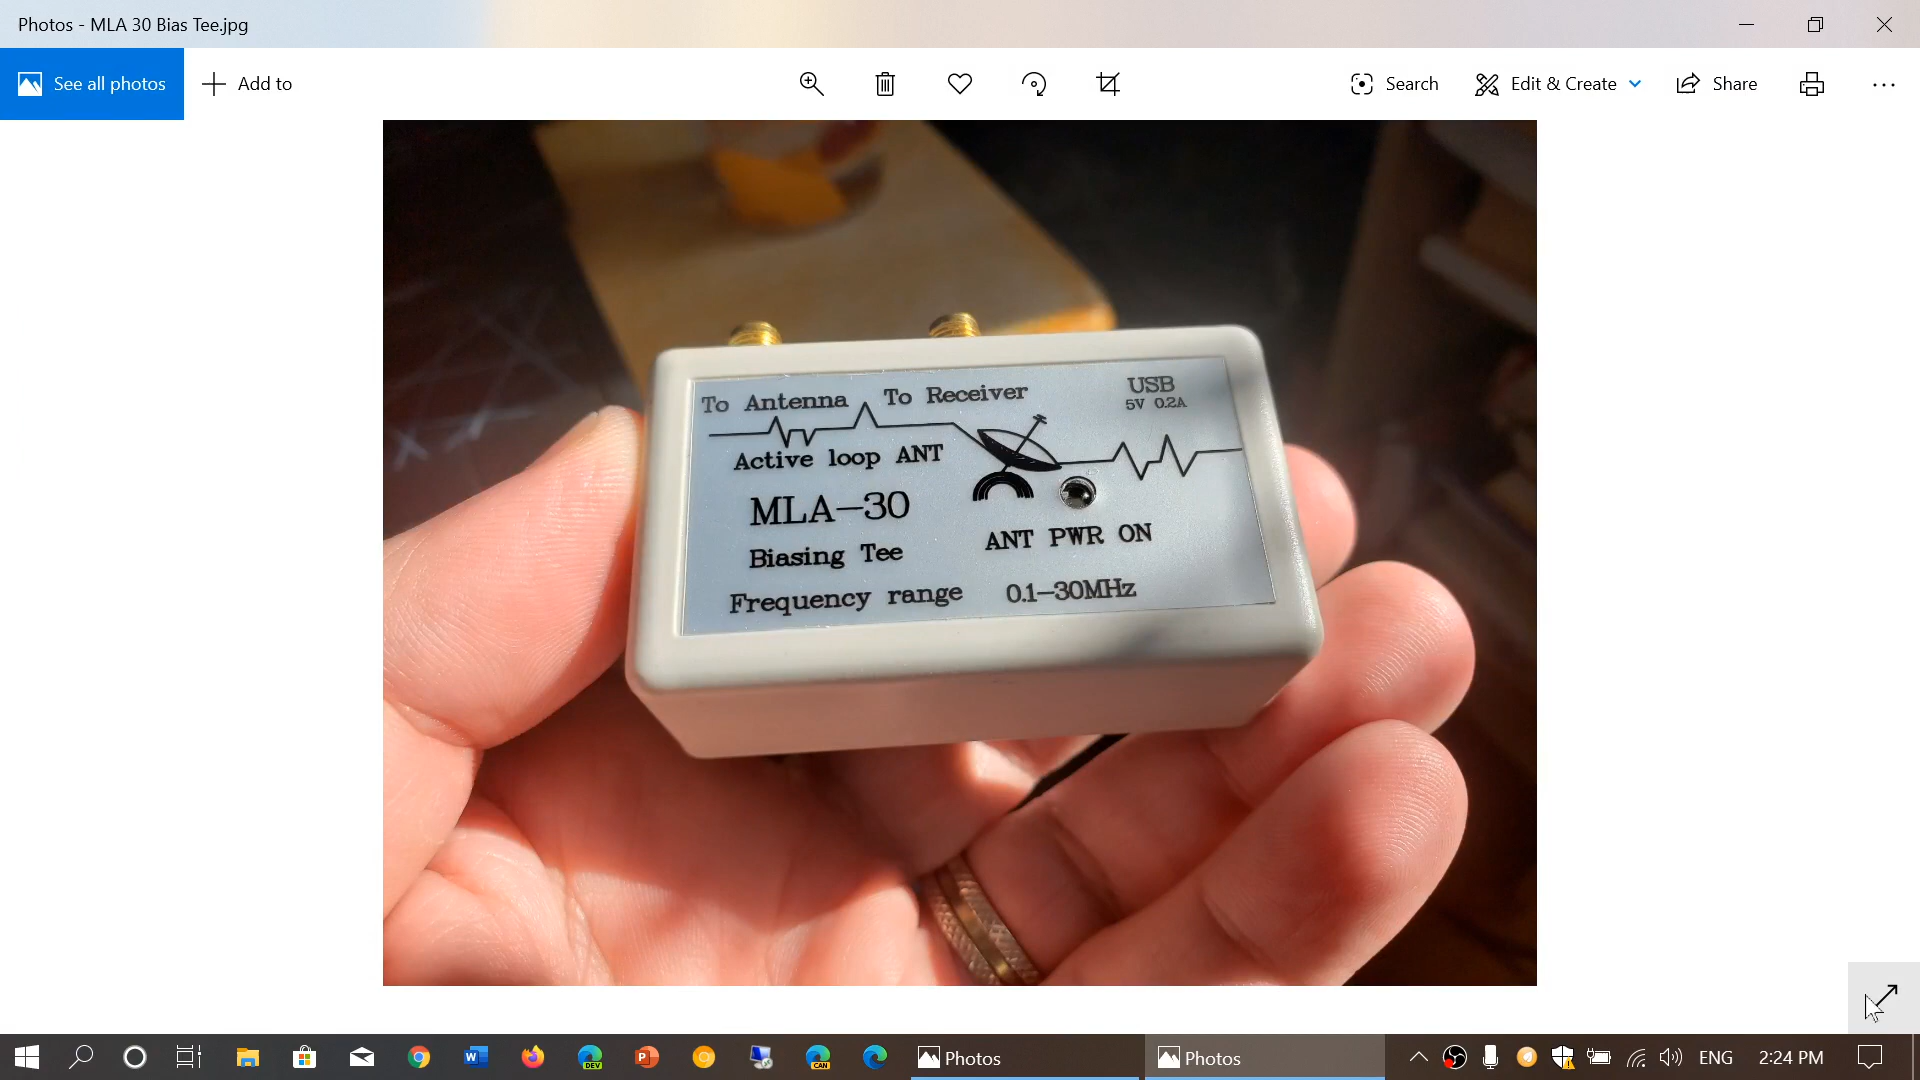 Photos - MLA 30 Bias Tee.jpg
See all photos
Add to
Search
Edit & Create
Share
To Antenna To Receiver
USB
5V 0.2A
Active loop ANT
MLA-30
ANT PWR ON
Biasing Tee
Frequency range 0.1-30MHz
DEV
CAN
Photos
Photos
ENG
2:24 PM